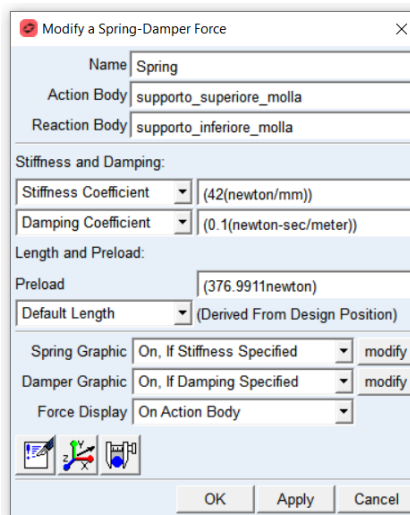 Modify a Spring-Damper Force
Name Spring
Action Body supporto_superiore_molla
Reaction Body supporto_inferiore_molla
Stiffness and Damping:
Stiffness Coefficient (42(newton/mm))
Damping Coefficient (0.1(newton-sec/meter))
Length and Preload:
Preload (376.9911newton)
Default Length (Derived From Design Position)
Spring Graphic On, If Stiffness Specified modify
Damper Graphic On, If Damping Specified modify
Force Display On Action Body
OK Apply Cancel